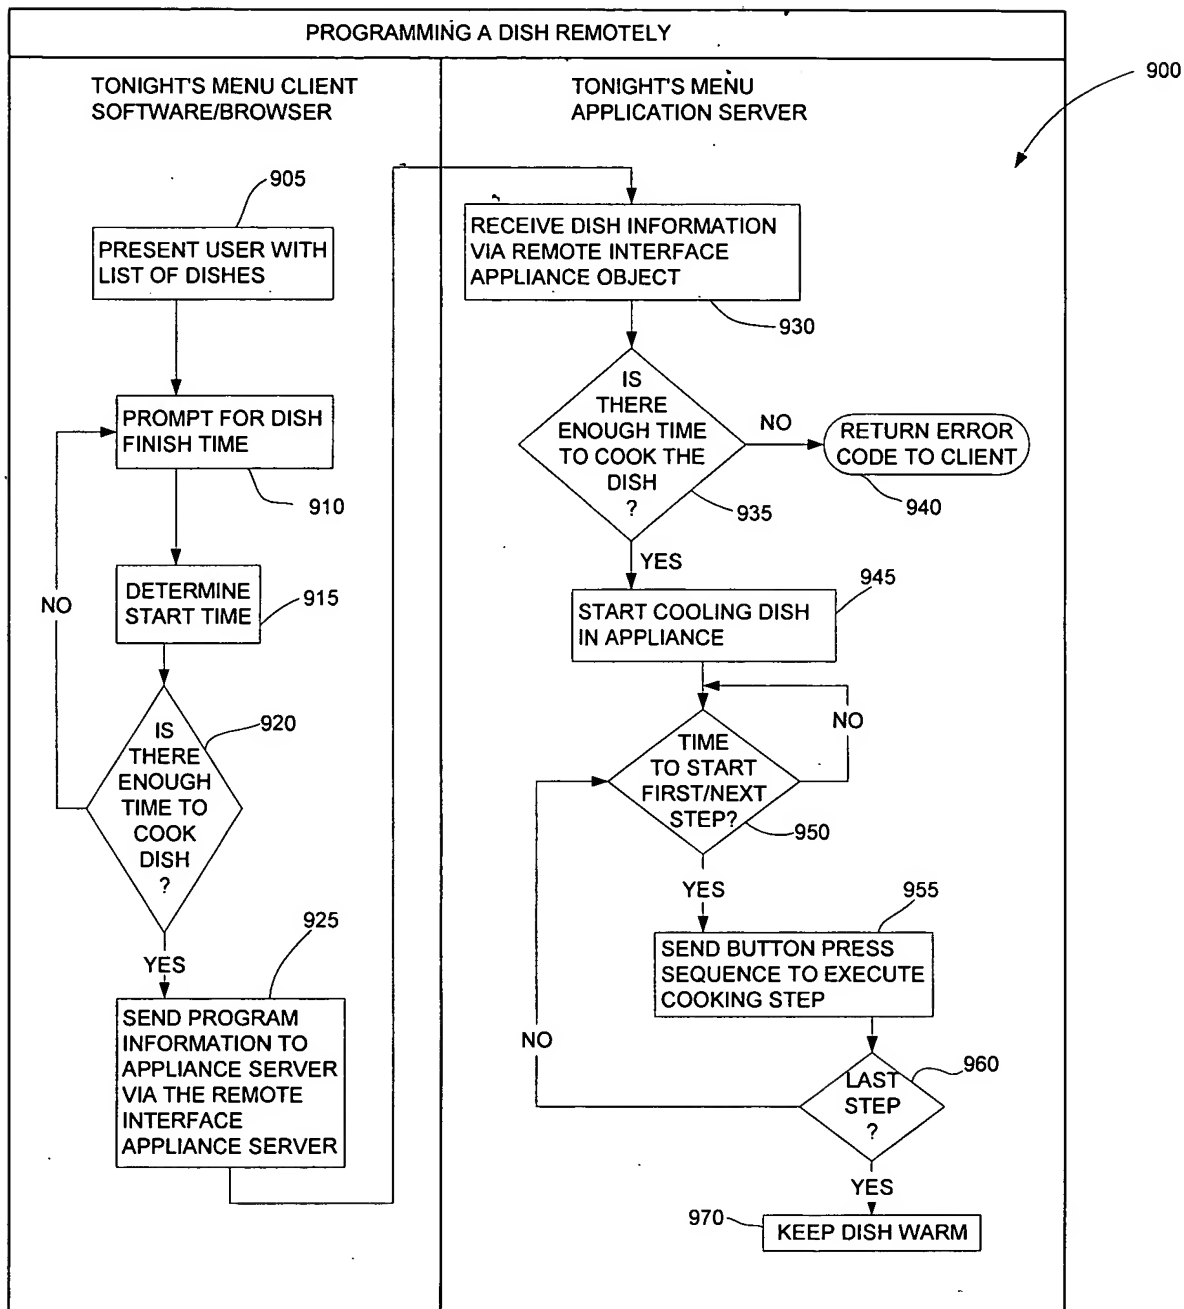 PROGRAMMING A DISH REMOTELY
TONIGHT'S MENU CLIENT
SOFTWARE/BROWSER
905
PRESENT USER WITH
LIST OF DISHES
PROMPT FOR DISH
FINISH TIME
910
DETERMINE
START TIME
915
NO
920
IS
THERE
ENOUGH
TIME TO
COOK
DISH
?
YES
925
SEND PROGRAM
INFORMATION TO
APPLIANCE SERVER
VIA THE REMOTE
INTERFACE
APPLIANCE SERVER
TONIGHT'S MENU
APPLICATION SERVER
900
RECEIVE DISH INFORMATION
VIA REMOTE INTERFACE
APPLIANCE OBJECT
930
IS
THERE
ENOUGH TIME
TO COOK THE
DISH
?
935
NO
RETURN ERROR
CODE TO CLIENT
940
YES
945
START COOLING DISH
IN APPLIANCE
NO
TIME
TO START
FIRST/NEXT
STEP?
950
YES
955
SEND BUTTON PRESS
SEQUENCE TO EXECUTE
COOKING STEP
NO
960
LAST
STEP
?
YES
970
KEEP DISH WARM